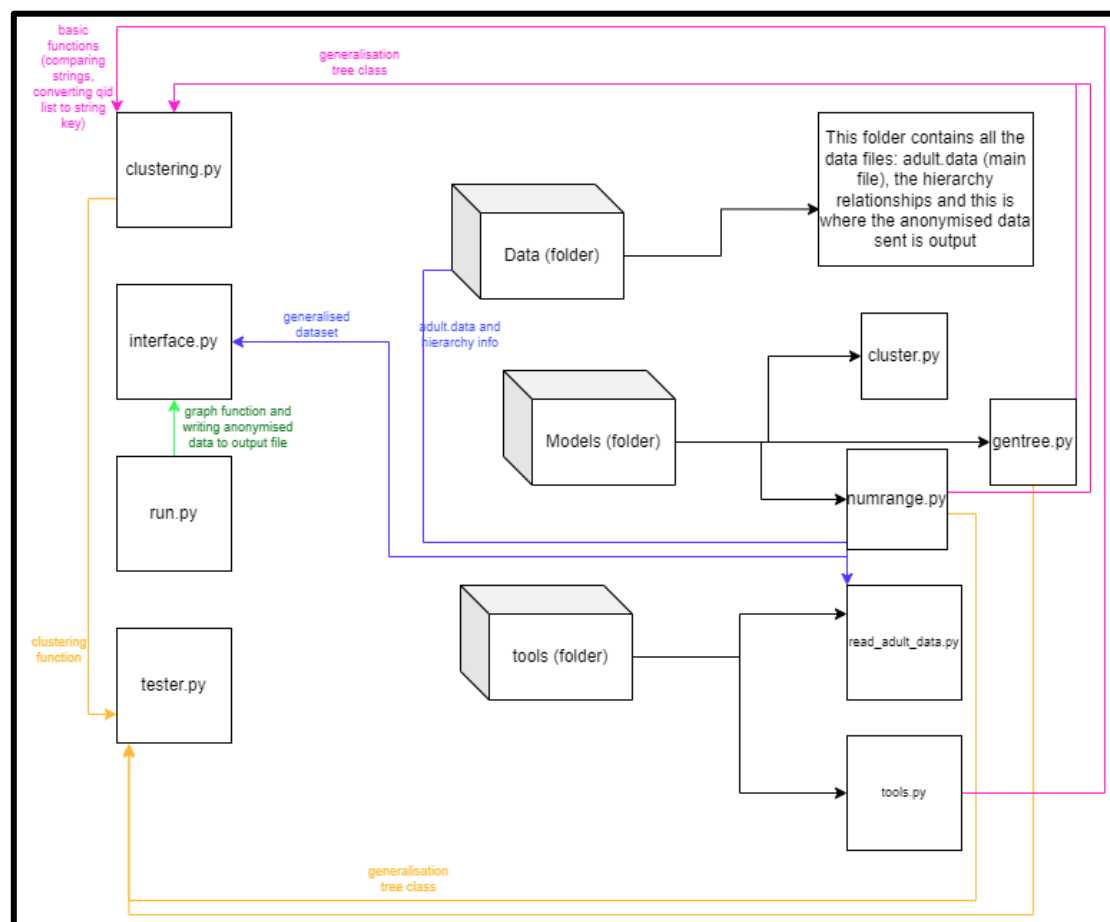 basic
functions
(comparing
strings,
converting qid
list to string
key)
generalisation
tree class
clustering.py
This folder contains all the
data files: adult.data (main
file), the hierarchy
relationships and this is
where the anonymised data
sent is output
Data (folder)
interface.py
generalised
dataset
adult.data and
hierarchy info
cluster.py
graph function and
writing anonymised
data to output file
Models (folder)
gentree.py
numrange.py
run.py
clustering
function
tester.py
tools (folder)
read_adult_data.py
tools.py
generalisation
tree class